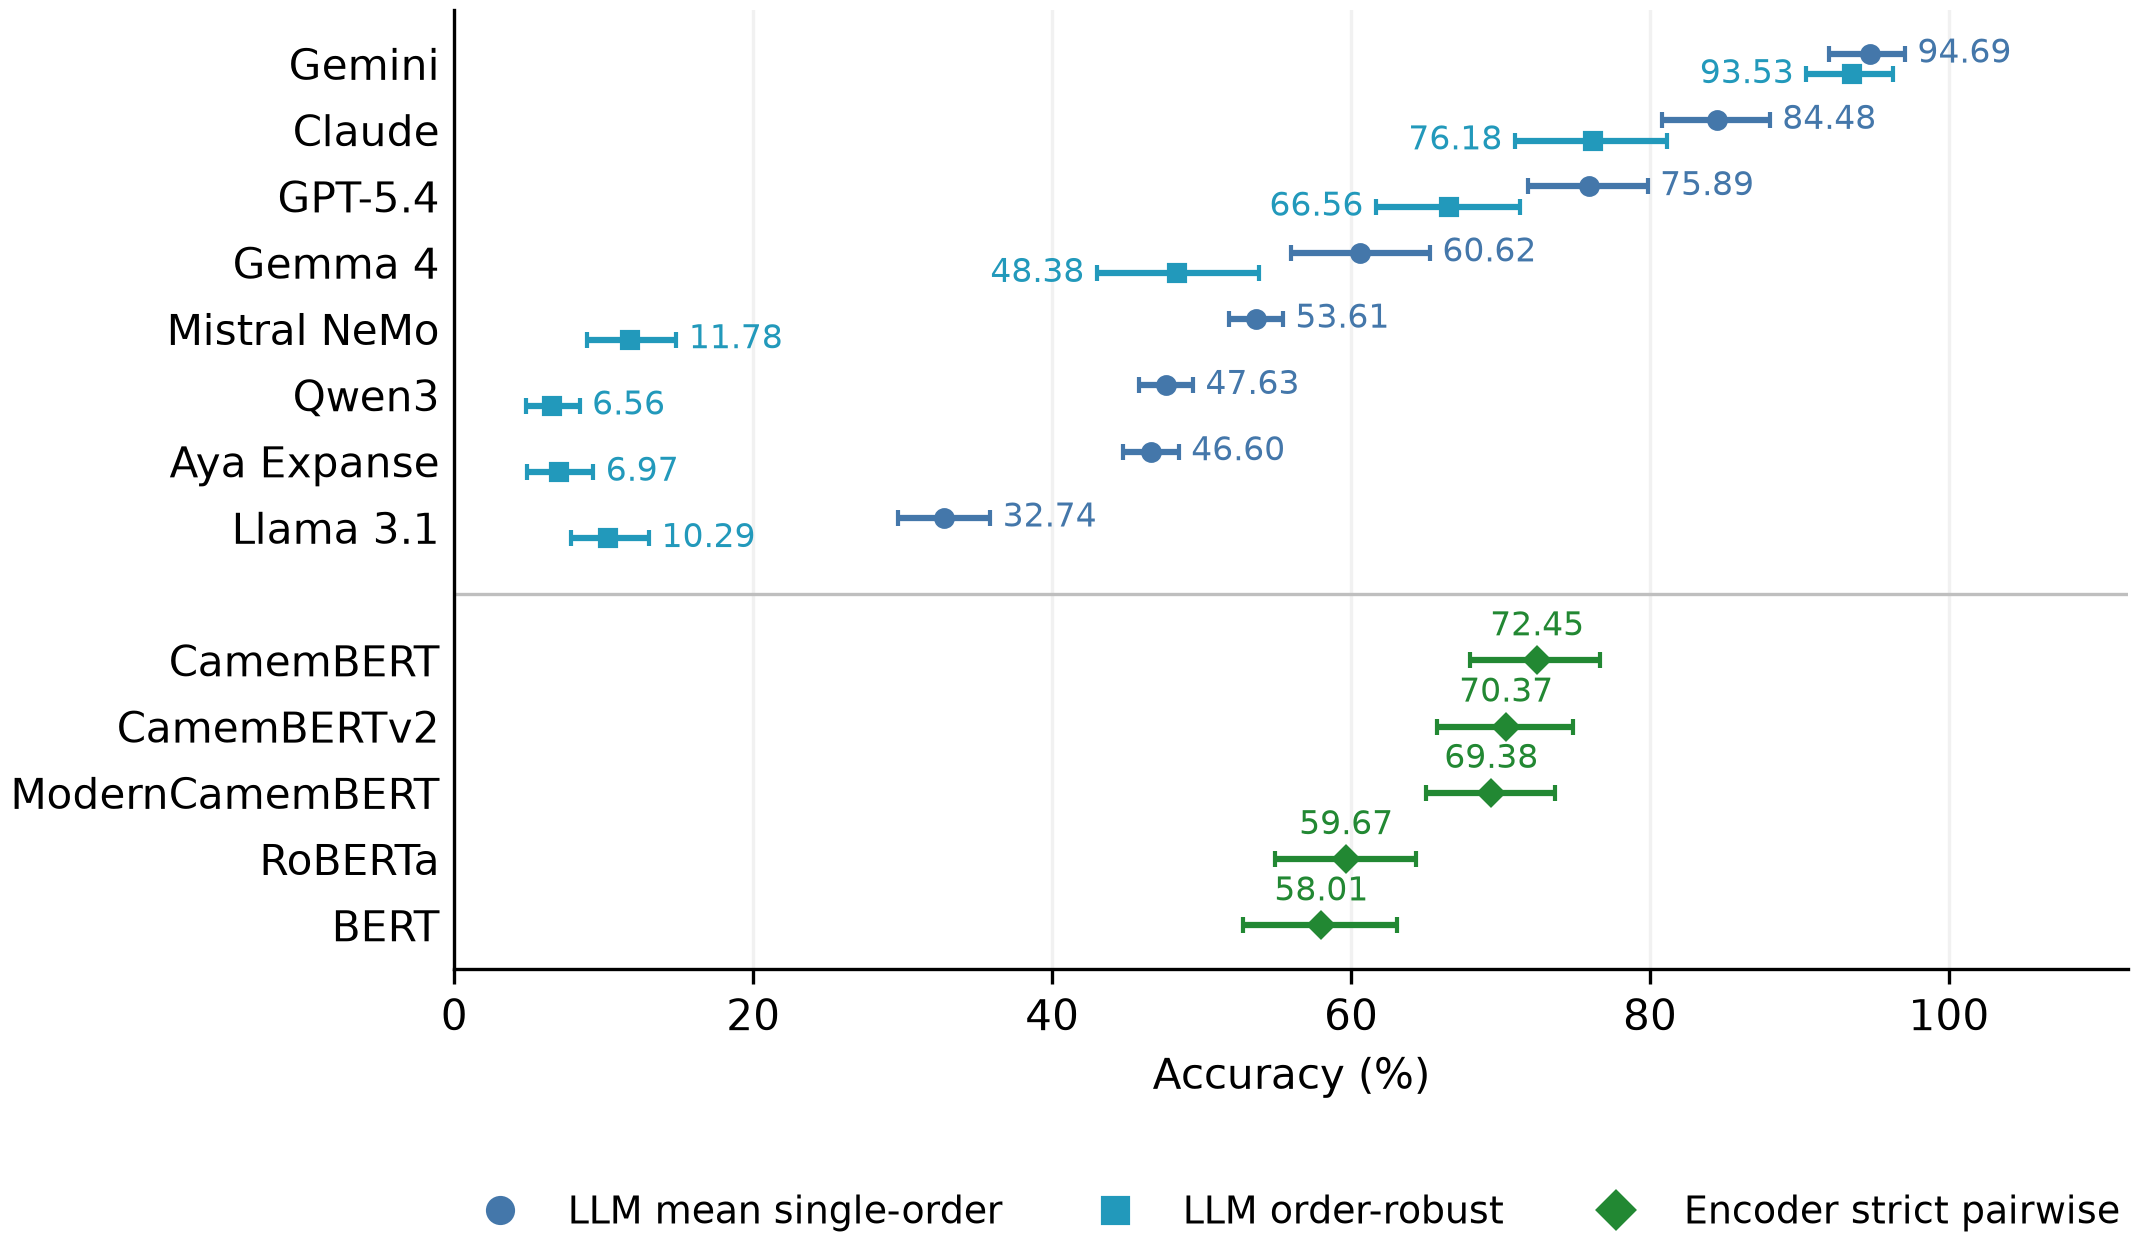 Gemini 94.69
93.53
Claude 84.48
76.18
GPT-5.4 75.89
66.56
Gemma 4 60.62
48.38
Mistral NeMo 53.61
11.78
Qwen3 47.63
6.56
Aya Expanse 46.60
6.97
Llama 3.1 32.74
10.29
72.45
CamemBERT
70.37
CamemBERTv2
69.38
ModernCamemBERT
59.67
RoBERTa
58.01
BERT
0 20 40 60 80 100
Accuracy (%)
LLM mean single-order LLM order-robust Encoder strict pairwise